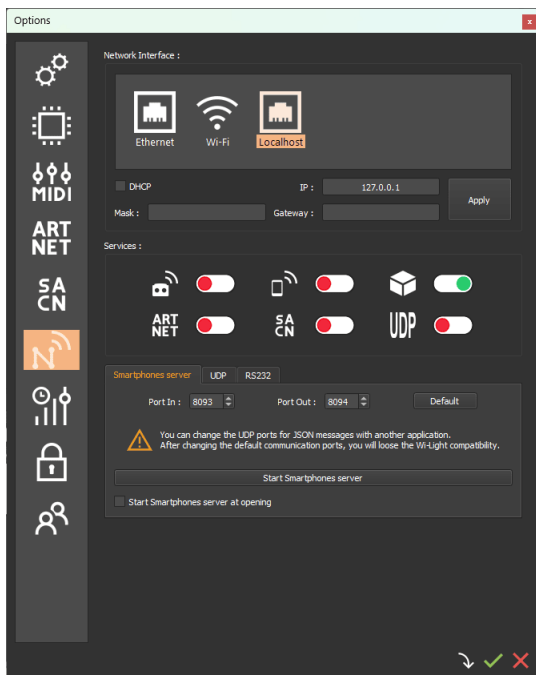 Options
x
Network Interface :
Ethernet
Wi-Fi
Localhost
DHCP
IP :
127.0.0.1
Mask :
Gateway :
Apply
MIDI
ART
NET
SA
CN
N
Services :
ART
NET
SA
CN
UDP
Smartphones server
UDP
RS232
Port In :
8093
Port Out :
8094
Default
You can change the UDP ports for JSON messages with another application.
After changing the default communication ports, you will loose the Wi-Light compatibility.
Start Smartphones server
Start Smartphones server at opening